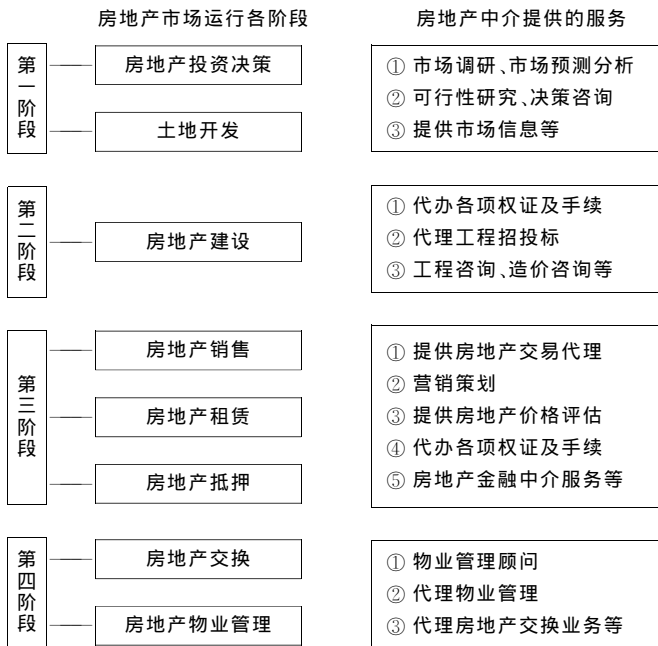 房地产市场运行各阶段
房地产中介提供的服务
第一阶段
房地产投资决策
土地开发
① 市场调研、市场预测分析
② 可行性研究、决策咨询
③ 提供市场信息等
第二阶段
房地产建设
① 代办各项权证及手续
② 代理工程招投标
③ 工程咨询、造价咨询等
第三阶段
房地产销售
房地产租赁
房地产抵押
① 提供房地产交易代理
② 营销策划
③ 提供房地产价格评估
④ 代办各项权证及手续
⑤ 房地产金融中介服务等
第四阶段
房地产交换
房地产物业管理
① 物业管理顾问
② 代理物业管理
③ 代理房地产交换业务等